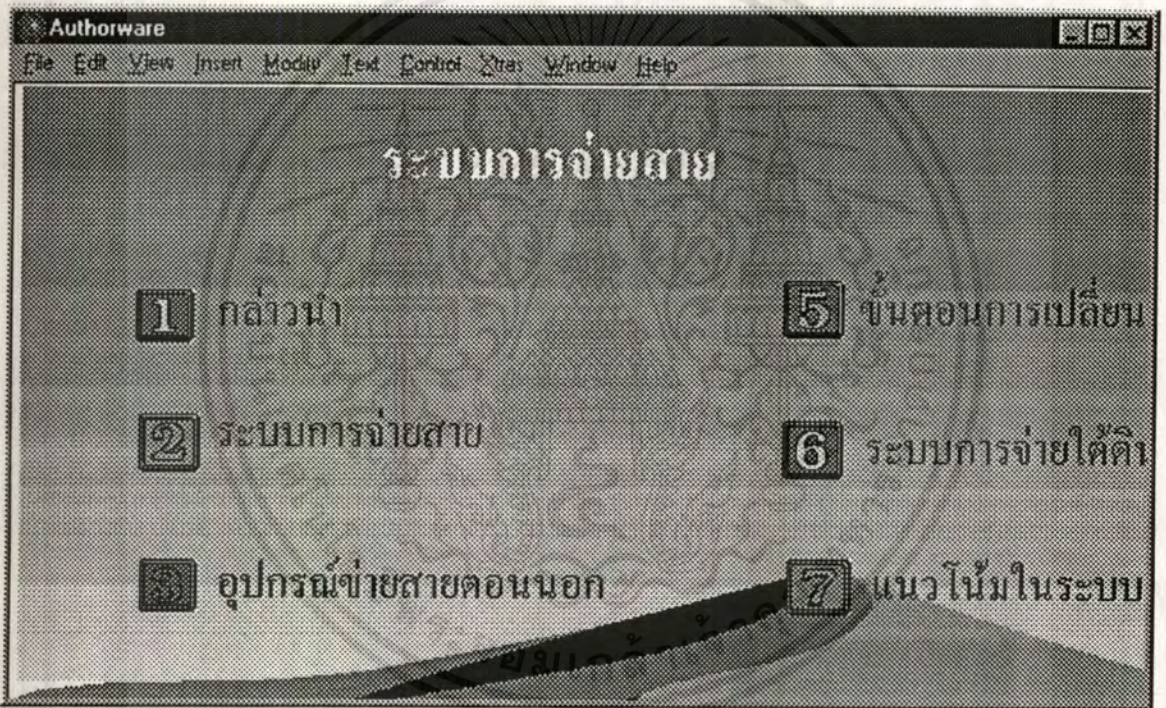 Authorware
File Edit View Insert Modify Text Control Xtras Window Help
ระบบการจ่ายสาย
1 กล่าวนำ
2 ระบบการจ่ายสาย
3 อุปกรณ์ข่ายสายตอนนอก
5 ขั้นตอนการเปลี่ยน
6 ระบบการจ่ายใต้ดิ
7 แนวโน้มในระบบ